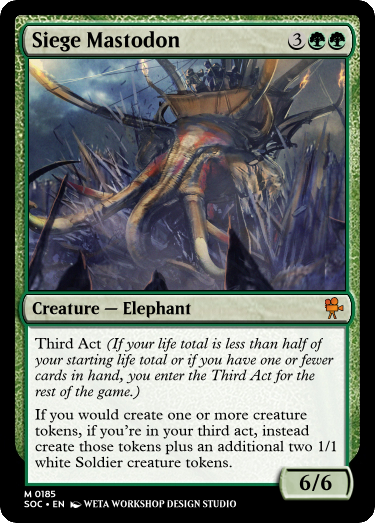 Siege Mastodon 3
Creature — Elephant
Third Act (If your life total is less than half of
your starting life total or if you have one or fewer
cards in hand, you enter the Third Act for the
rest of the game.)
If you would create one or more creature
tokens, if you're in your third act, instead
create those tokens plus an additional two 1/1
white Soldier creature tokens.
6/6
M 0185
SOC • EN WETA WORKSHOP DESIGN STUDIO